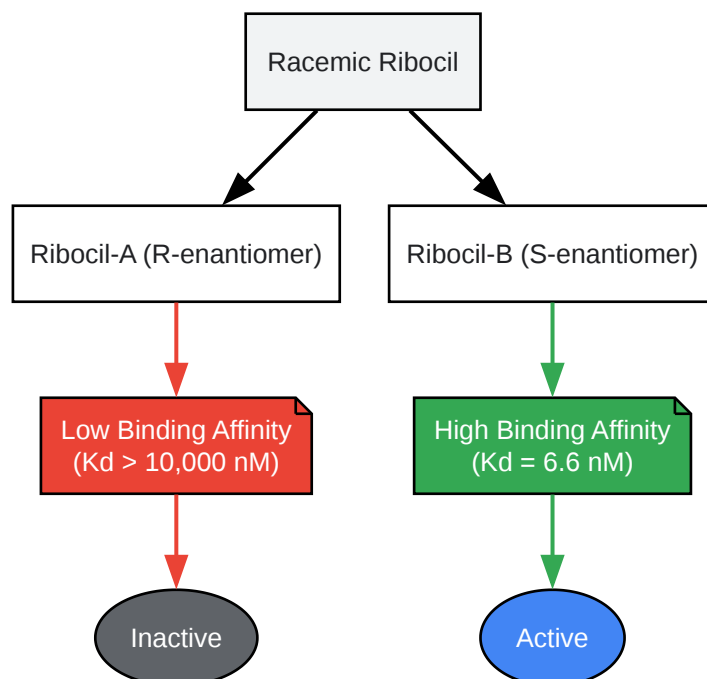 Racemic Ribocil
Ribocil-A (R-enantiomer)
Ribocil-B (S-enantiomer)
Low Binding Affinity
(Kd > 10,000 nM)
High Binding Affinity
(Kd = 6.6 nM)
Inactive
Active